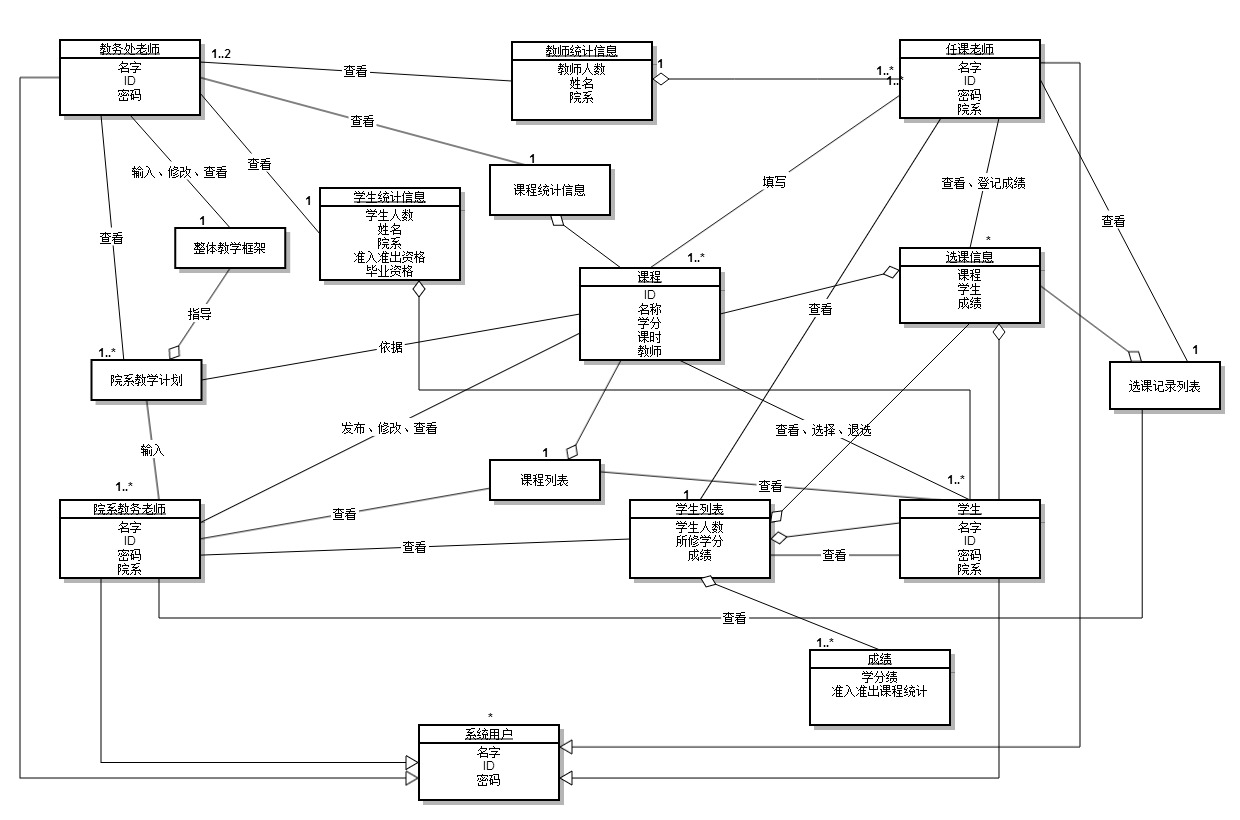 教务处老师
名字
ID
密码
1..2
查看
教师统计信息
教师人数
姓名
院系
1
1..*
1..*
任课老师
名字
ID
密码
院系
查看
1
课程统计信息
输入、修改、查看
查看
填写
查看、登记成绩
1
整体教学框架
查看
1
学生统计信息
学生人数
姓名
院系
准入准出资格
毕业资格
查看
*
选课信息
课程
学生
成绩
1..*
课程
ID
名称
学分
课时
教师
指导
查看
依据
1..*
院系教学计划
1
选课记录列表
发布、修改、查看
查看、选择、退选
输入
1
课程列表
查看
1..*
院系教务老师
名字
ID
密码
院系
查看
查看
1
学生列表
学生人数
所修学分
成绩
查看
1..*
学生
名字
ID
密码
院系
查看
1..*
成绩
学分绩
准入准出课程统计
*
系统用户
名字
ID
密码